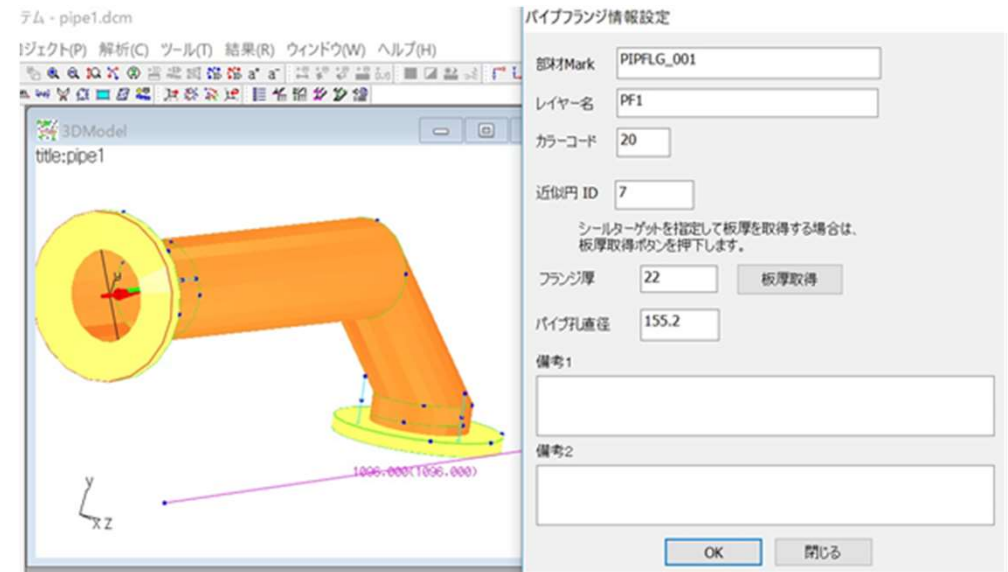 テム - pipe1.dcm
ロジェクト(P) 解析(C) ツール(T) 結果(R) ウィンドウ(W) ヘルプ(H)
3DModel
title:pipe1
y
1096.000(1096.000)
y
x z
パイプフランジ情報設定
部材Mark PIPFLG_001
レイヤー名 PF1
カラーコード 20
近似円 ID 7
シールターゲットを指定して板厚を取得する場合は、
板厚取得ボタンを押下します。
フランジ厚 22 板厚取得
パイプ孔直径 155.2
備考1
備考2
OK 閉じる